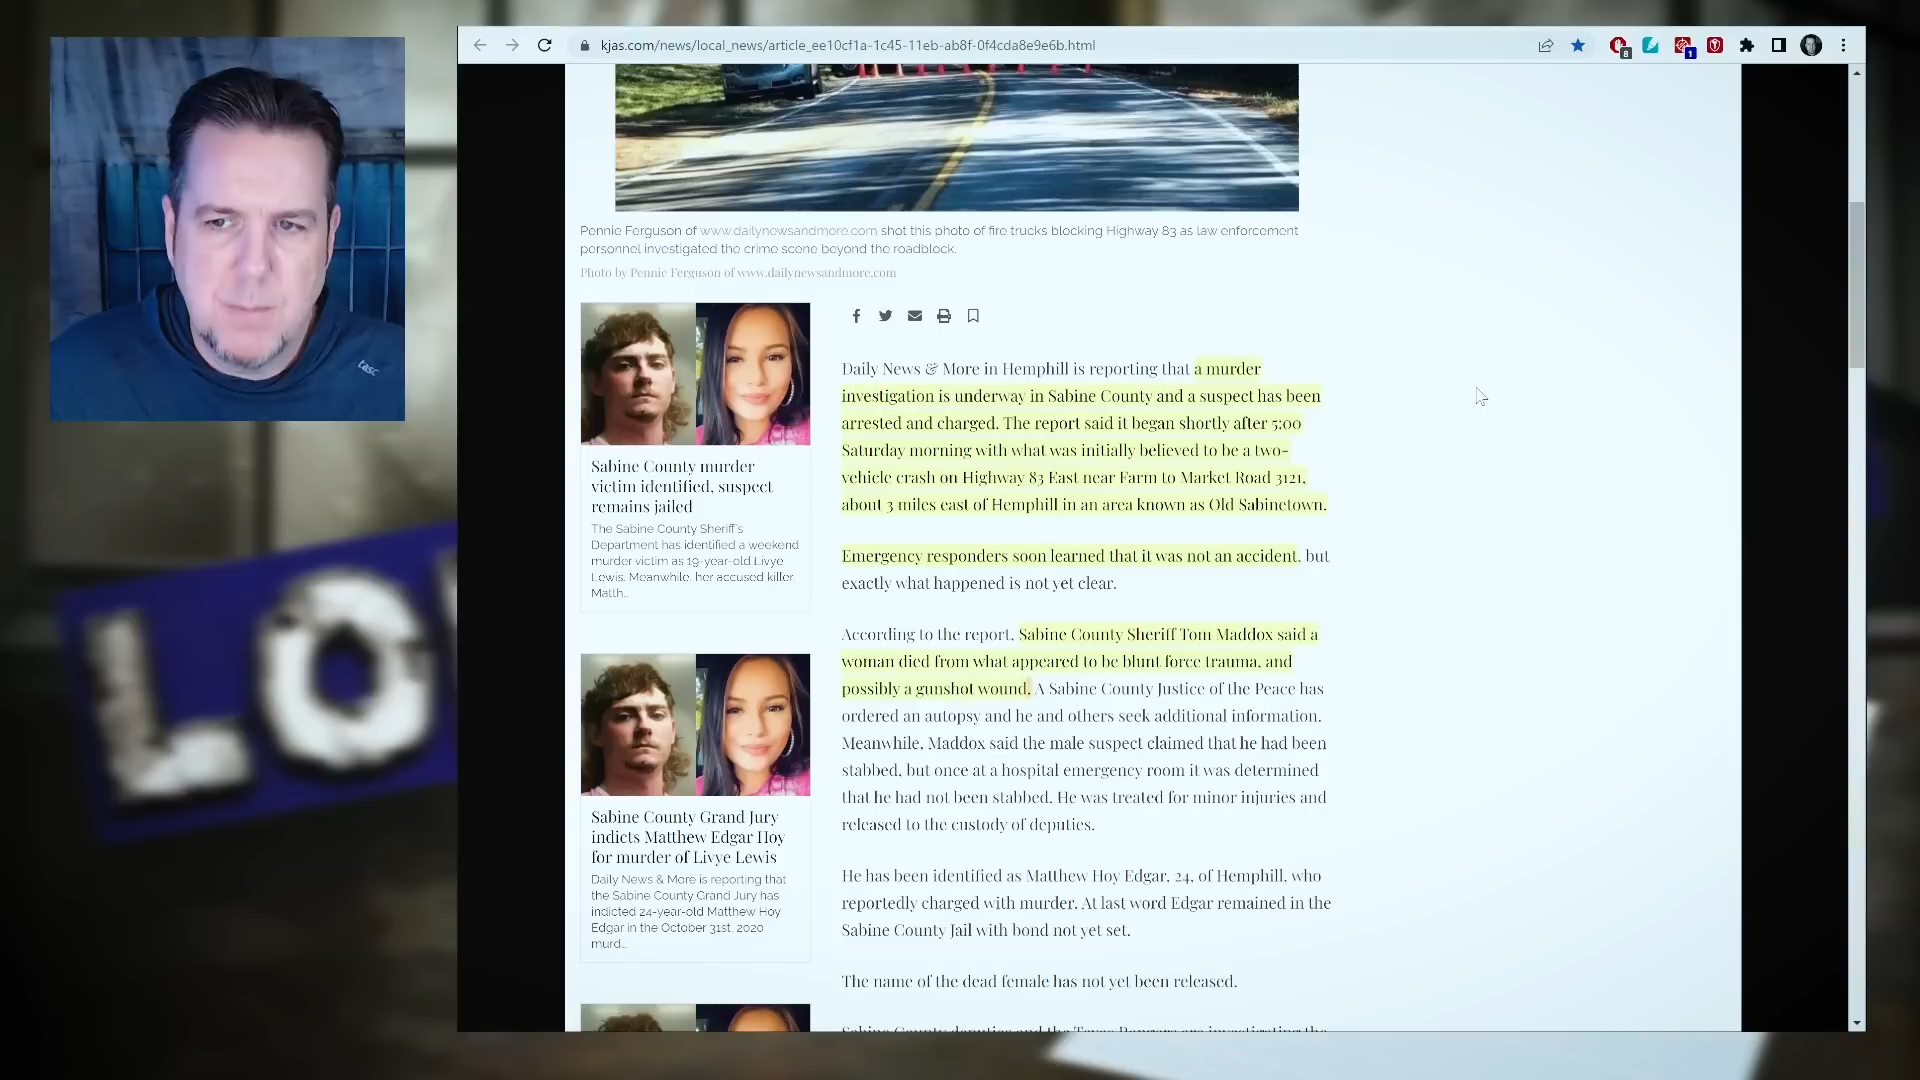 kjas.com/news/local_news/article_ee10cf1a-1c45-11eb-ab8f-0f4cda8e9e6b.html
8
1
Pennie Ferguson of www.dailynewsandmore.com shot this photo of fire trucks blocking Highway 83 as law enforcement
personnel investigated the crime scene beyond the roadblock.
Photo by Pennie Ferguson of www.dailynewsandmore.com
tasc
Sabine County murder
victim identified, suspect
remains jailed
The Sabine County Sheriff's
Department has identified a weekend
murder victim as 19-year-old Livye
Lewis. Meanwhile, her accused killer,
Matth...
Sabine County Grand Jury
indicts Matthew Edgar Hoy
for murder of Livye Lewis
Daily News & More is reporting that
the Sabine County Grand Jury has
indicted 24-year-old Matthew Hoy
Edgar in the October 31st, 2020
murd...
Daily News & More in Hemphill is reporting that a murder
investigation is underway in Sabine County and a suspect has been
arrested and charged. The report said it began shortly after 5:00
Saturday morning with what was initially believed to be a two-
vehicle crash on Highway 83 East near Farm to Market Road 3121,
about 3 miles east of Hemphill in an area known as Old Sabinetown.
Emergency responders soon learned that it was not an accident, but
exactly what happened is not yet clear.
According to the report, Sabine County Sheriff Tom Maddox said a
woman died from what appeared to be blunt force trauma, and
possibly a gunshot wound. A Sabine County Justice of the Peace has
ordered an autopsy and he and others seek additional information.
Meanwhile, Maddox said the male suspect claimed that he had been
stabbed, but once at a hospital emergency room it was determined
that he had not been stabbed. He was treated for minor injuries and
released to the custody of deputies.
He has been identified as Matthew Hoy Edgar, 24, of Hemphill, who
reportedly charged with murder. At last word Edgar remained in the
Sabine County Jail with bond not yet set.
The name of the dead female has not yet been released.
Sabine County deputies and the Texas Rangers are investigating the
LO